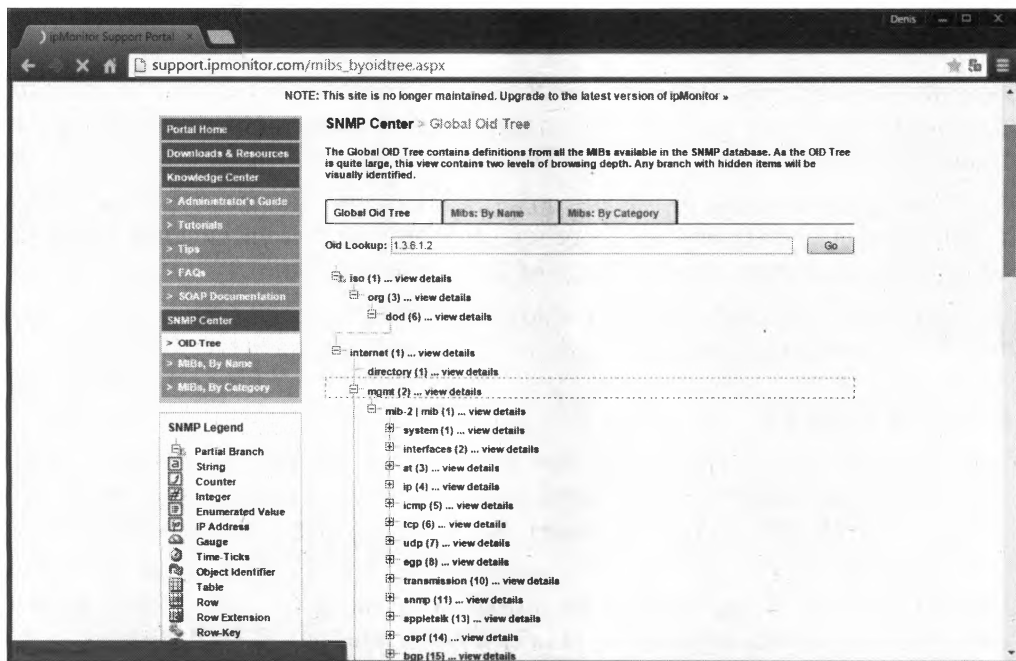 Denis
ipMonitor Support Portal
support.ipmonitor.com/mibs_byoidtree.aspx
NOTE: This site is no longer maintained. Upgrade to the latest version of ipMonitor »
Portal Home
Downloads & Resources
Knowledge Center
> Administrator's Guide
> Tutorials
> Tips
> FAQs
> SOAP Documentation
SNMP Center
> OID Tree
> MIBs, By Name
> MIBs, By Category
SNMP Legend
Partial Branch
String
Counter
Integer
Enumerated Value
IP Address
Gauge
Time-Ticks
Object Identifier
Table
Row
Row Extension
Row-Key
SNMP Center > Global Oid Tree
The Global OID Tree contains definitions from all the MIBs available in the SNMP database. As the OID Tree
is quite large, this view contains two levels of browsing depth. Any branch with hidden items will be
visually identified.
Global Oid Tree
Mibs: By Name
Mibs: By Category
Oid Lookup: 1.3.6.1.2
Go
iso (1) ... view details
org (3) ... view details
dod (6) ... view details
internet (1) ... view details
directory (1) ... view details
mgmt (2) ... view details
mib-2 | mib (1) ... view details
system (1) ... view details
interfaces (2) ... view details
at (3) ... view details
ip (4) ... view details
icmp (5) ... view details
tcp (6) ... view details
udp (7) ... view details
egp (8) ... view details
transmission (10) ... view details
snmp (11) ... view details
appletalk (13) ... view details
ospf (14) ... view details
bgp (15) ... view details